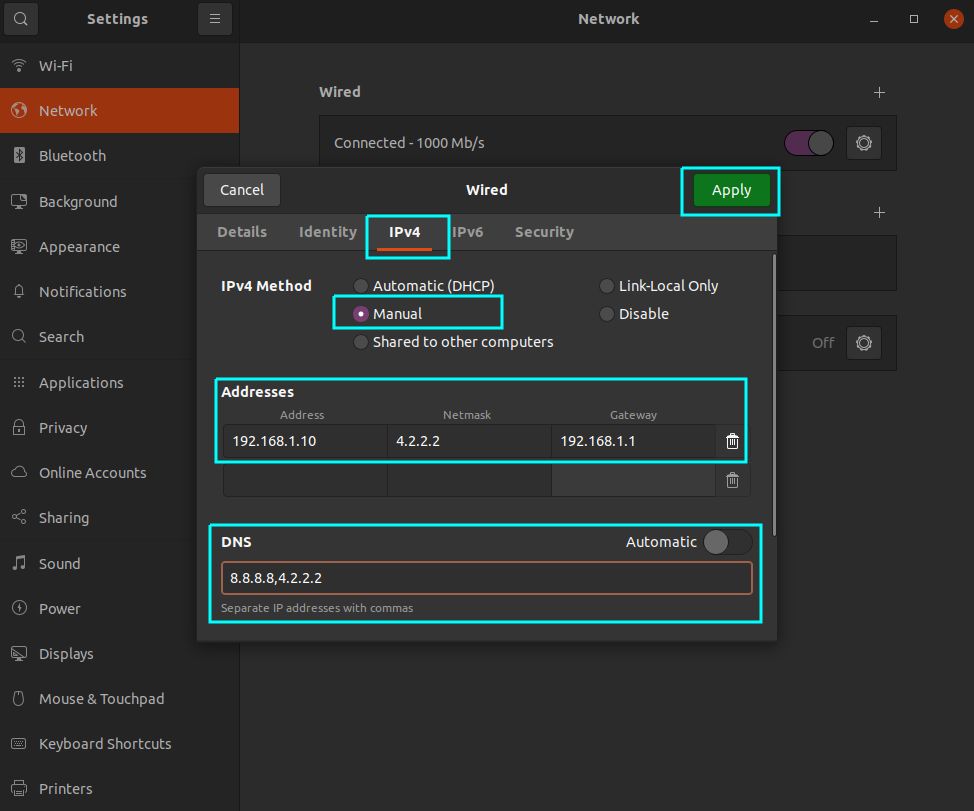 Settings
Network
Wi-Fi
Network
Bluetooth
Background
Appearance
Notifications
Search
Applications
Privacy
Online Accounts
Sharing
Sound
Power
Displays
Mouse & Touchpad
Keyboard Shortcuts
Printers
Wired
Connected - 1000 Mb/s
Off
Cancel
Wired
Apply
Details
Identity
IPv4
IPv6
Security
IPv4 Method
Automatic (DHCP)
Link-Local Only
Manual
Disable
Shared to other computers
Addresses
Address
Netmask
Gateway
192.168.1.10
4.2.2.2
192.168.1.1
DNS
Automatic
8.8.8.8,4.2.2.2
Separate IP addresses with commas